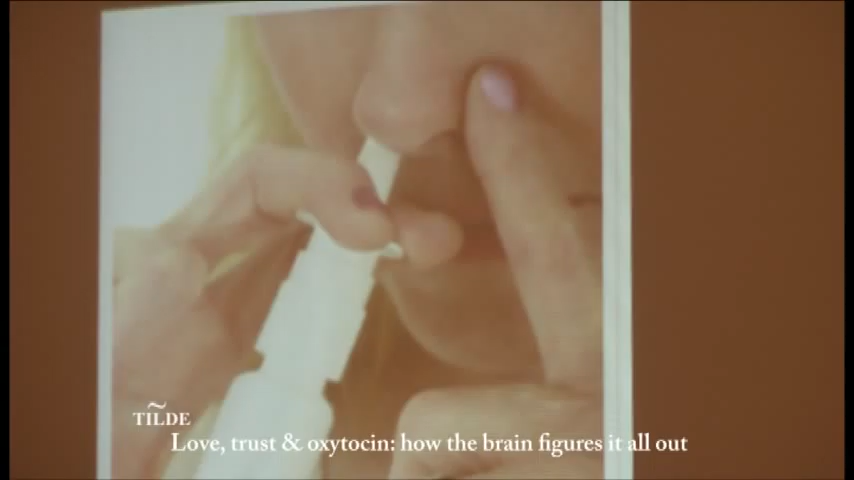 TILDE
Love, trust & oxytocin: how the brain figures it all out